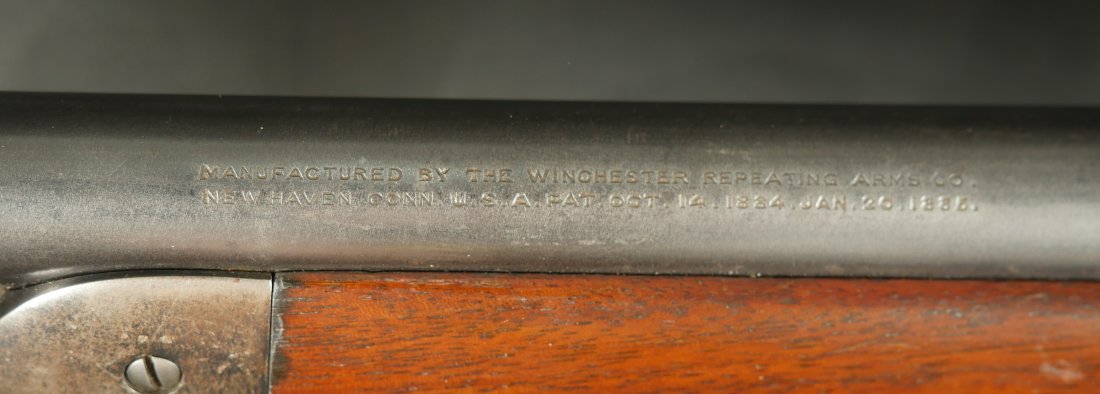 MANUFACTURED BY THE WINCHESTER REPEATING ARMS CO.
NEW HAVEN. CONN. U.S.A. PAT. OCT. 14.1884. JAN. 20.1885.